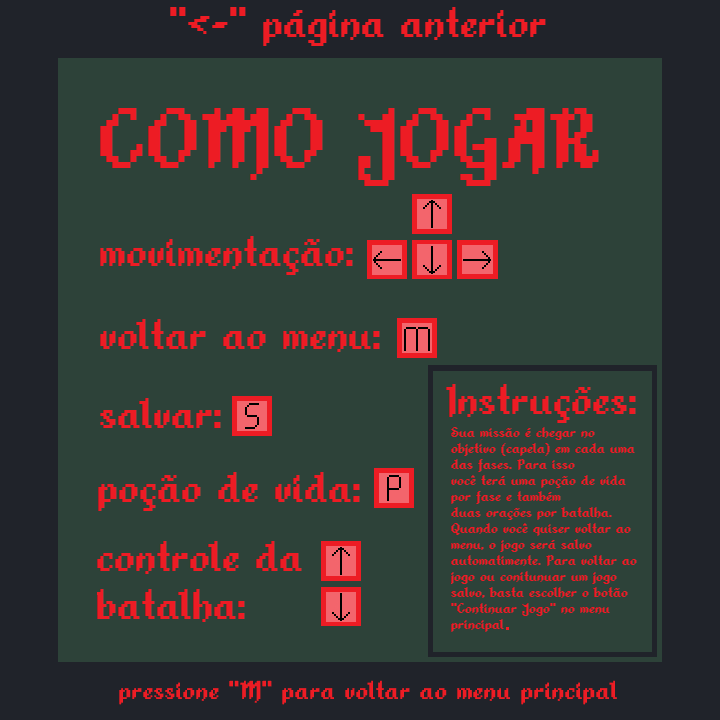 "<-" página anterior
COMO JOGAR
↑
movimentação: ← ↓ →
voltar ao menu: M
salvar: S
poção de vida: P
controle da ↑
batalha: ↓
Instruções:
Sua missão é chegar no
objetivo (capela) em cada uma
das fases. Para isso
você terá uma poção de vida
por fase e também
duas orações por batalha.
Quando você quiser voltar ao
menu, o jogo será salvo
automatimente. Para voltar ao
jogo ou conitunuar um jogo
salvo, basta escolher o botão
"Continuar Jogo" no menu
principal.
pressione "M" para voltar ao menu principal